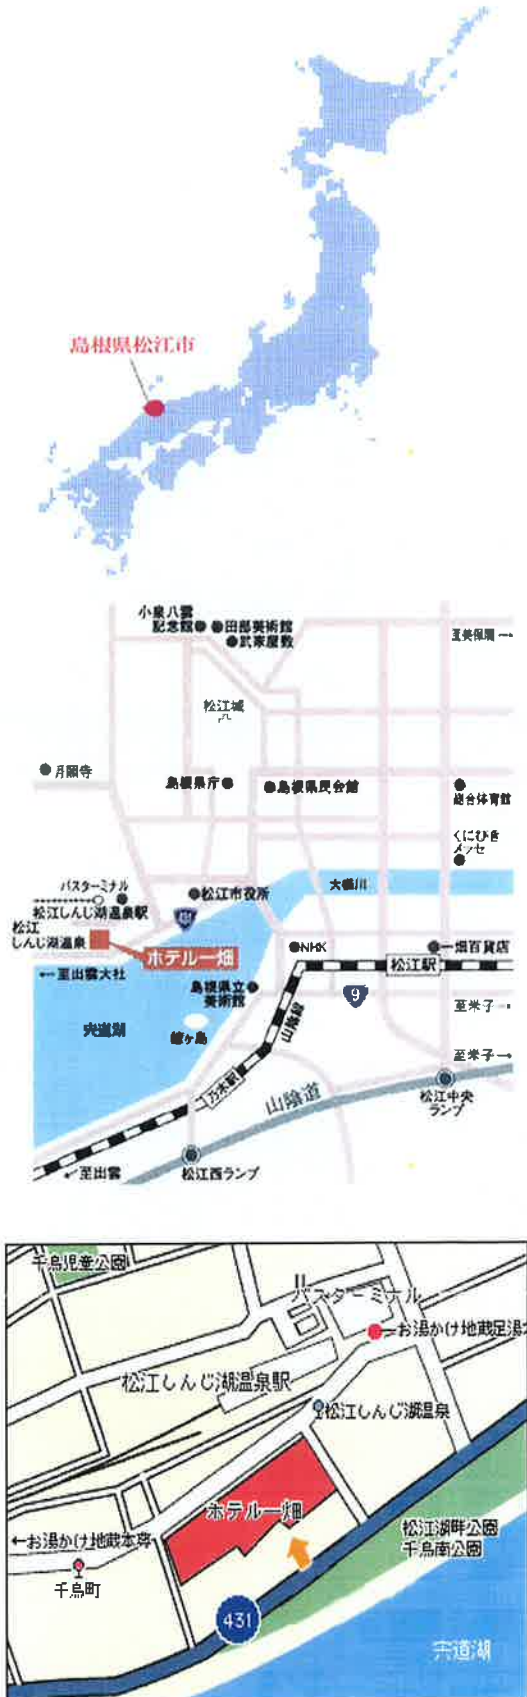 島根県松江市
小泉八雲
記念館
田部美術館
武家屋敷
至美保関→
松江城
月照寺
島根県庁
島根県民会館
総合体育館
くにびき
メッセ
バスターミナル
松江しんじ湖温泉駅
松江市役所
大橋川
431
松江
しんじ湖温泉
ホテル一畑
←至出雲大社
NHK
一畑百貨店
松江駅
島根県立
美術館
9
宍道湖
嫁ヶ島
山陰線
至米子→
至米子→
乃木駅
山陰道
松江中央
ランプ
←至出雲
松江西ランプ
千鳥児童公園
バスターミナル
お湯かけ地蔵足湯
松江しんじ湖温泉駅
松江しんじ湖温泉
ホテル一畑
←お湯かけ地蔵本尊
千鳥町
松江湖畔公園
千鳥南公園
431
宍道湖